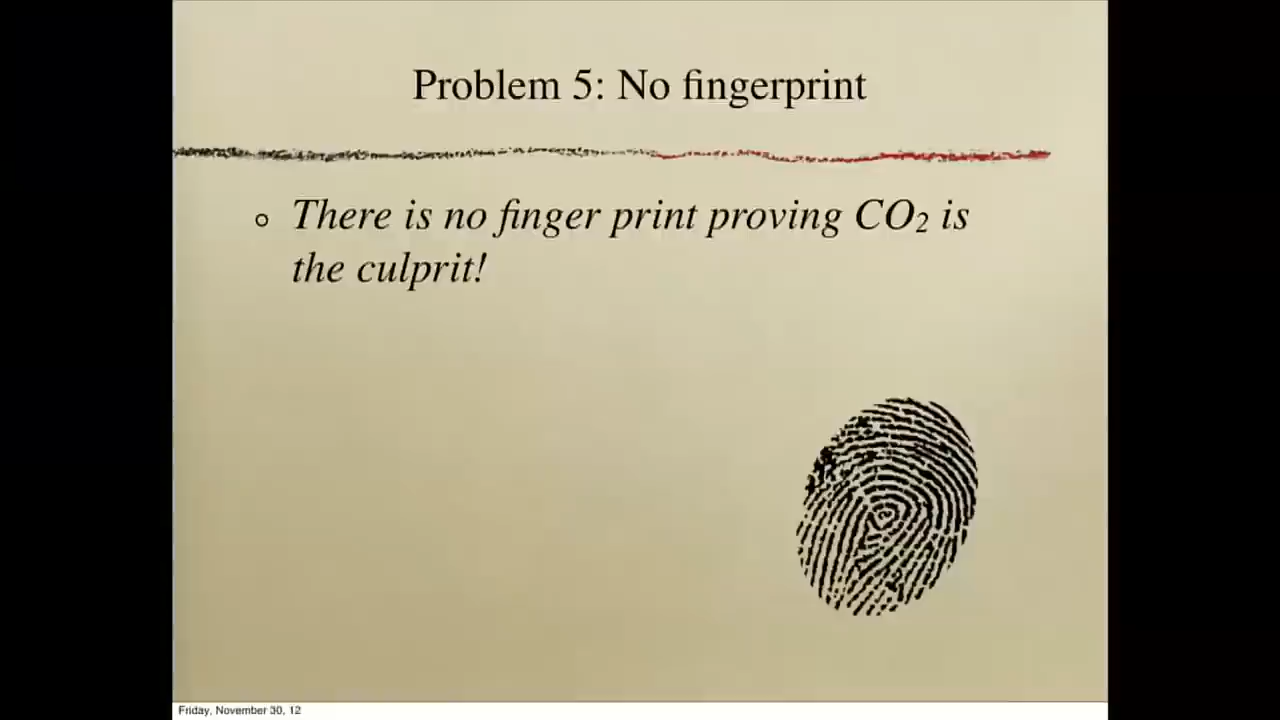 Problem 5: No fingerprint
There is no finger print proving CO₂ is
the culprit!
Friday, November 30, 12